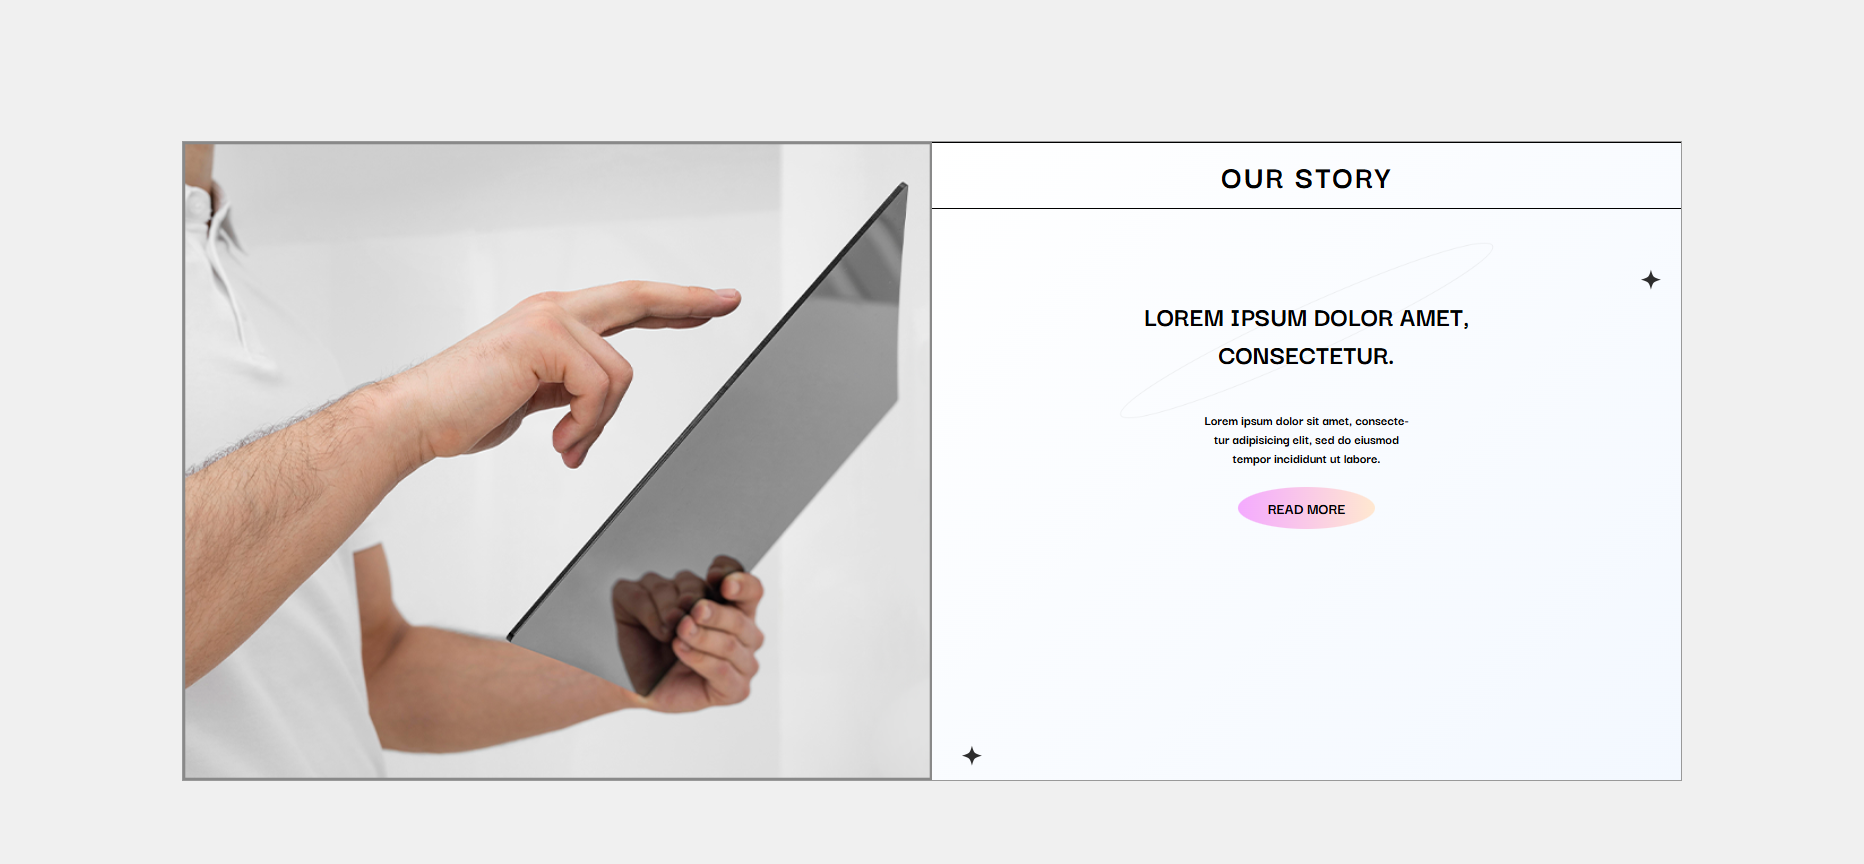 OUR STORY
LOREM IPSUM DOLOR AMET,
CONSECTETUR.
Lorem ipsum dolor sit amet, consecte-
tur adipisicing elit, sed do eiusmod
tempor incididunt ut labore.
READ MORE